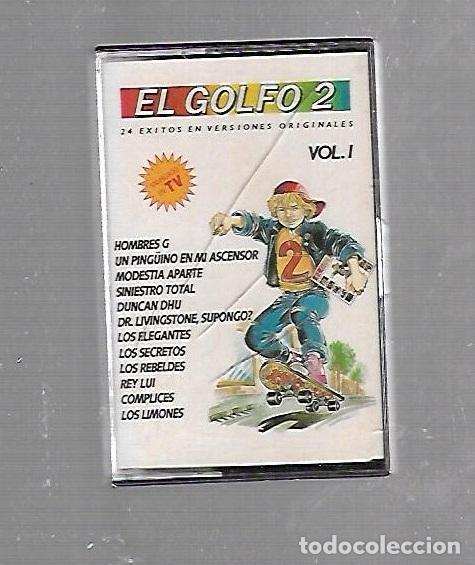 EL GOLFO 2
24 EXITOS EN VERSIONES ORIGINALES
VOL. I
TV
HOMBRES G
UN PINGÜINO EN MI ASCENSOR
MODESTIA APARTE
SINIESTRO TOTAL
DUNCAN DHU
DR. LIVINGSTONE, SUPONGO?
LOS ELEGANTES
LOS SECRETOS
LOS REBELDES
REY LUI
COMPLICES
LOS LIMONES
2
todocoleccion